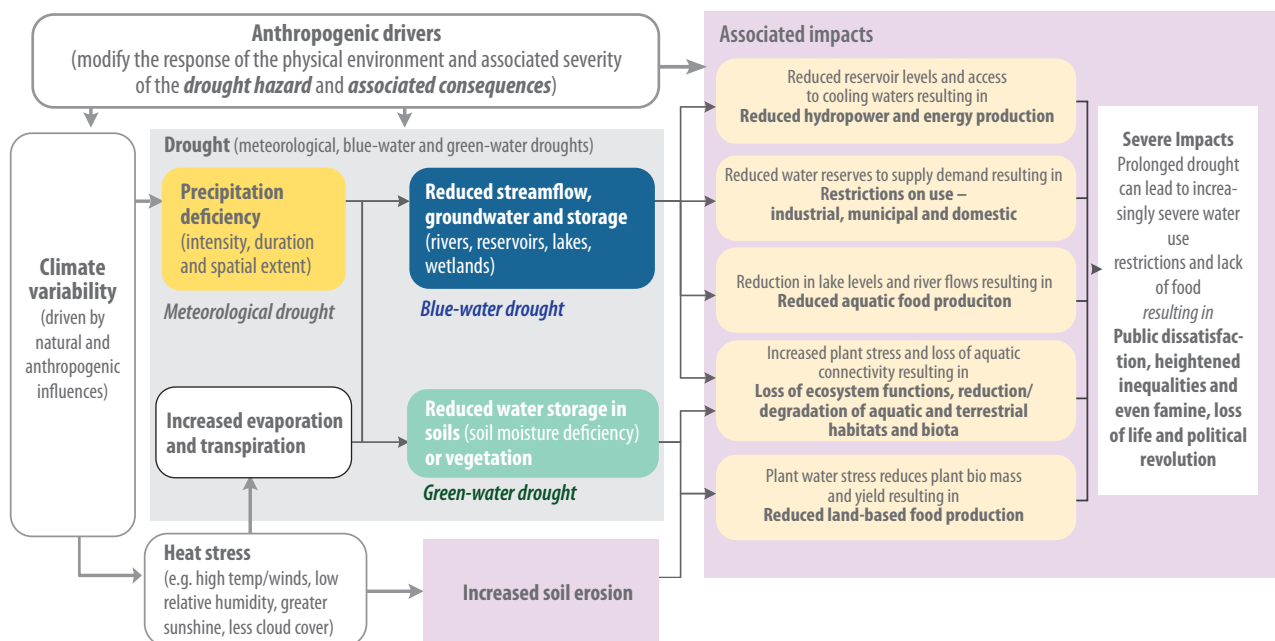 Anthropogenic drivers
(modify the response of the physical environment and associated severity
of the drought hazard and associated consequences)
Climate
variability
(driven by
natural and
anthropogenic
influences)
Drought (meteorological, blue-water and green-water droughts)
Precipitation
deficiency
(intensity, duration
and spatial extent)
Meteorological drought
Reduced streamflow,
groundwater and storage
(rivers, reservoirs, lakes,
wetlands)
Blue-water drought
Increased evaporation
and transpiration
Reduced water storage in
soils (soil moisture deficiency)
or vegetation
Green-water drought
Heat stress
(e.g. high temp/winds, low
relative humidity, greater
sunshine, less cloud cover)
Increased soil erosion
Associated impacts
Reduced reservoir levels and access
to cooling waters resulting in
Reduced hydropower and energy production
Reduced water reserves to supply demand resulting in
Restrictions on use –
industrial, municipal and domestic
Reduction in lake levels and river flows resulting in
Reduced aquatic food produciton
Increased plant stress and loss of aquatic
connectivity resulting in
Loss of ecosystem functions, reduction/
degradation of aquatic and terrestrial
habitats and biota
Plant water stress reduces plant bio mass
and yield resulting in
Reduced land-based food production
Severe Impacts
Prolonged drought
can lead to increa-
singly severe water
use
restrictions and lack
of food
resulting in
Public dissatisfac-
tion, heightened
inequalities and
even famine, loss
of life and political
revolution